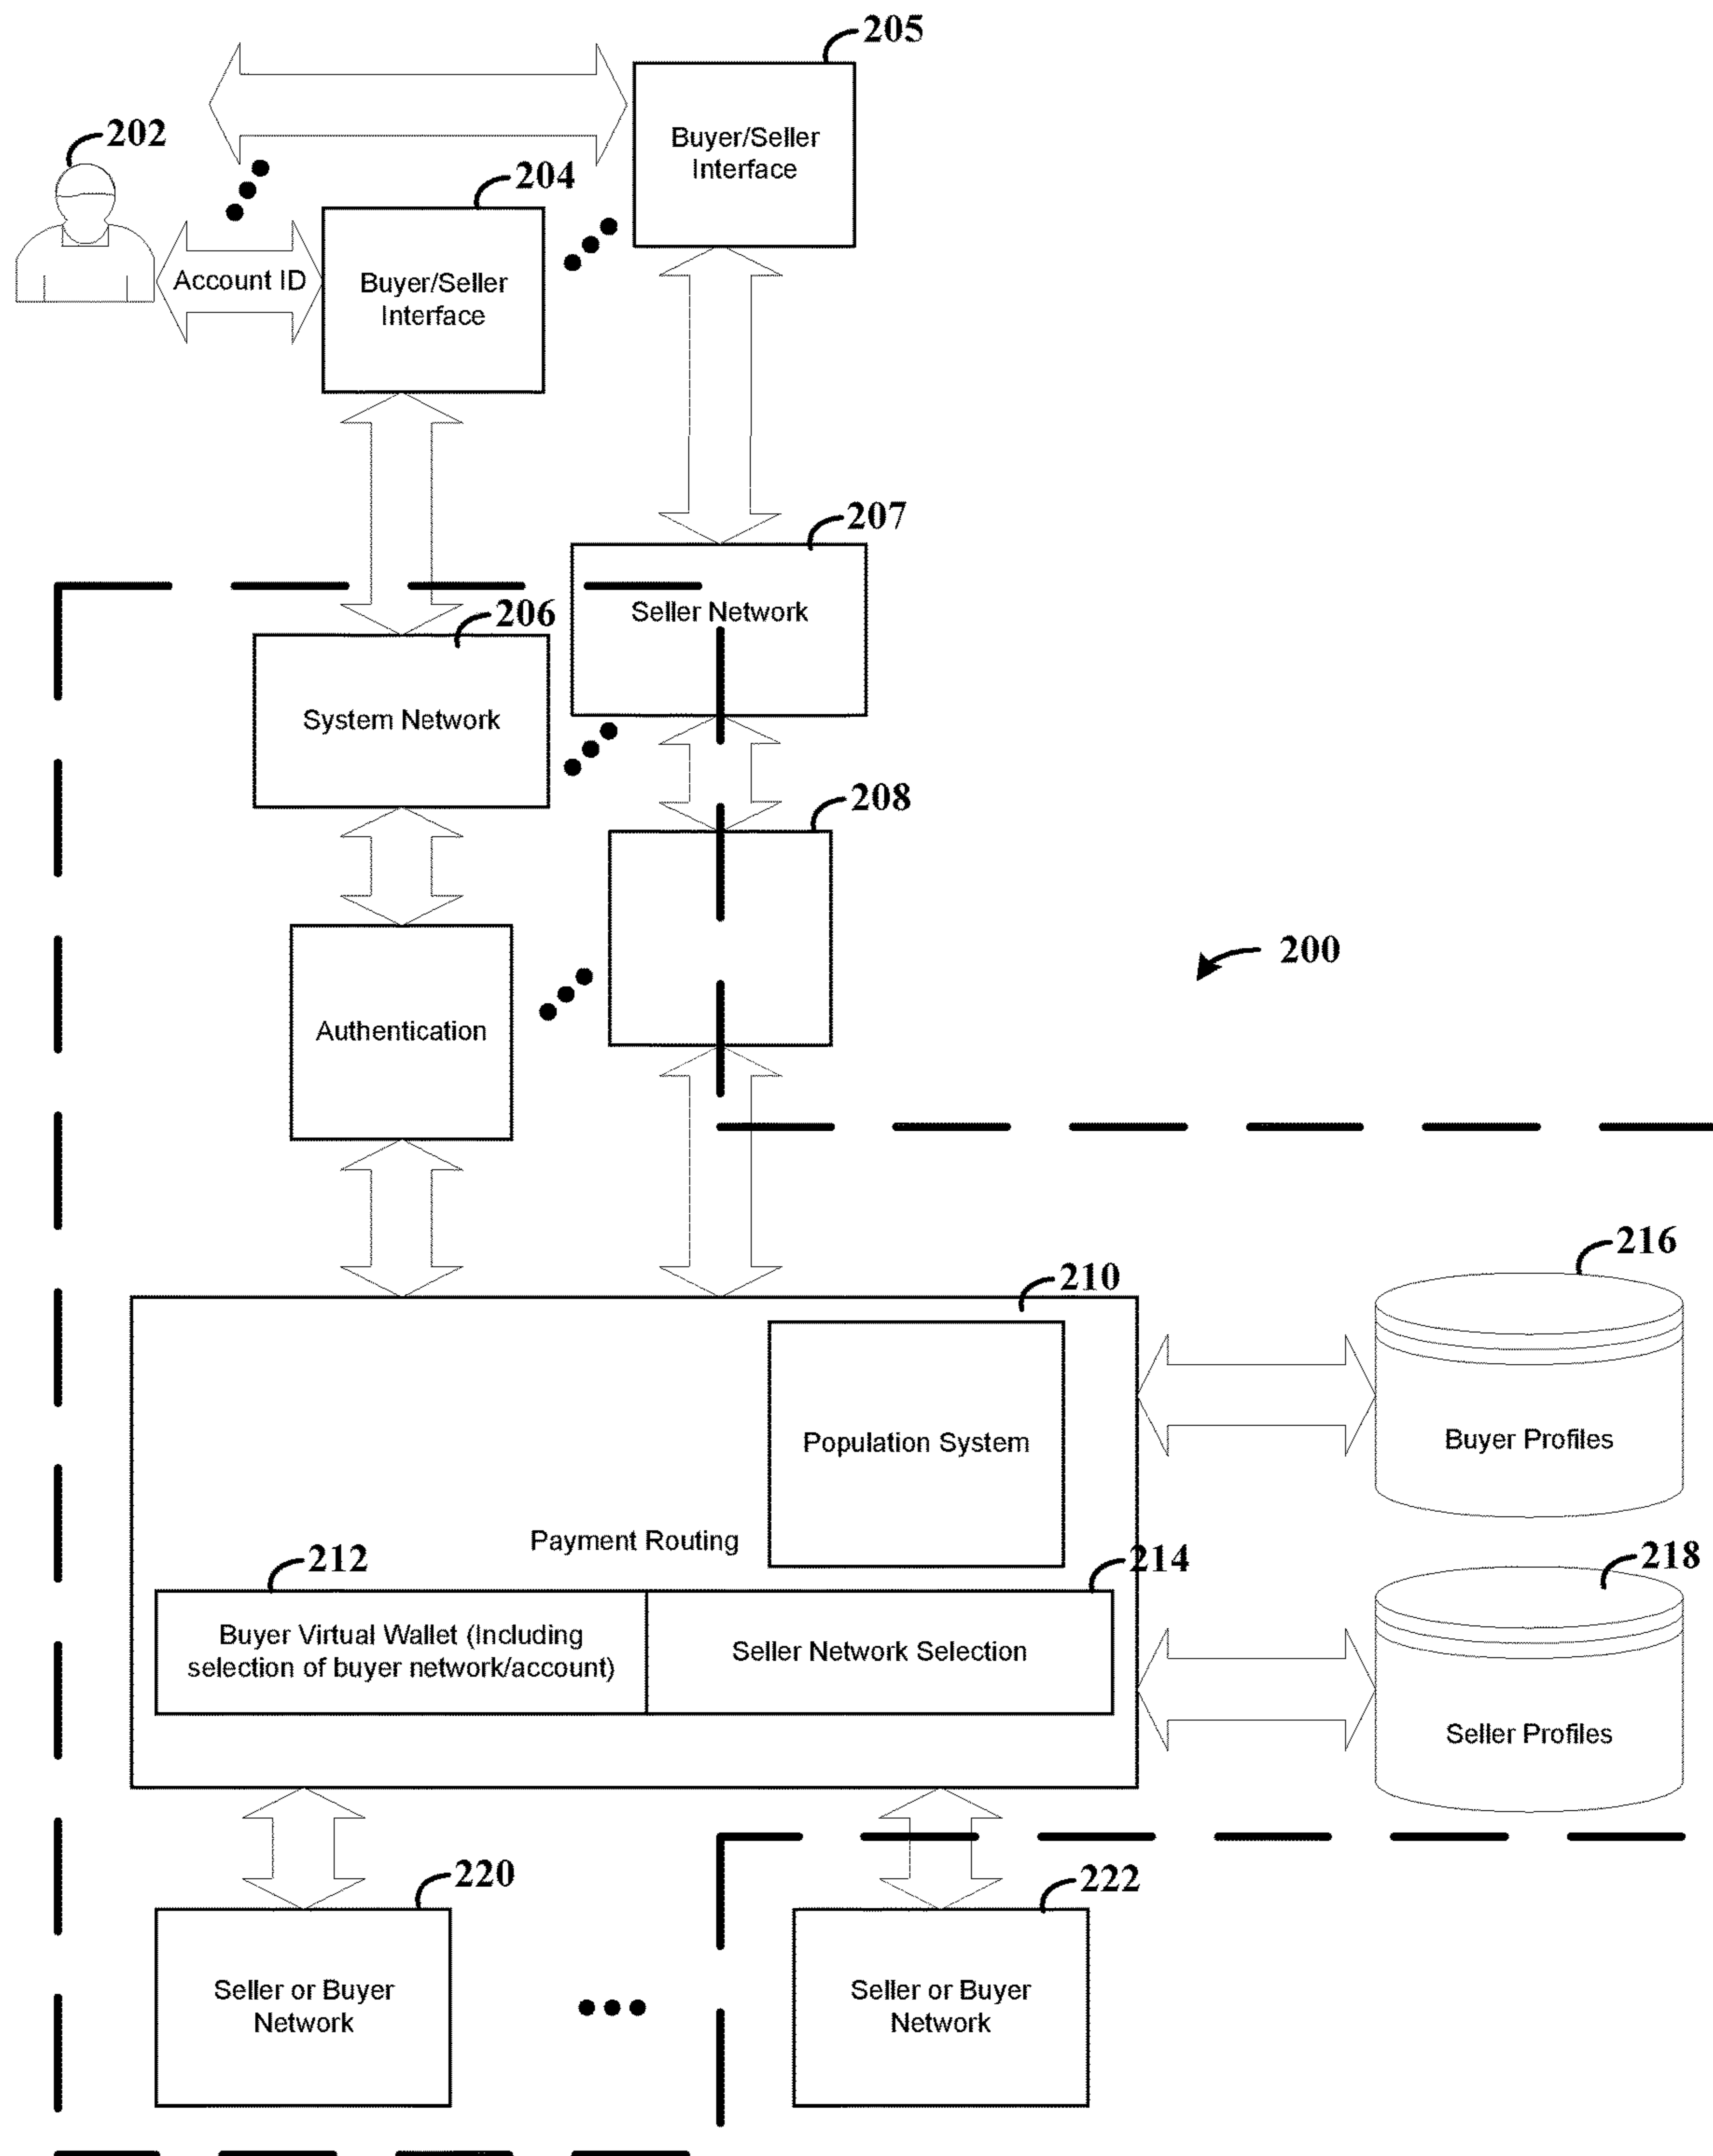 205
Buyer/Seller
Interface
202
204
Buyer/Seller
Interface
Account ID
207
Seller Network
206
System Network
208
200
Authentication
216
210
Population System
Buyer Profiles
Payment Routing
212
214
218
Buyer Virtual Wallet (Including
selection of buyer network/account)
Seller Network Selection
Seller Profiles
220
222
Seller or Buyer
Network
Seller or Buyer
Network